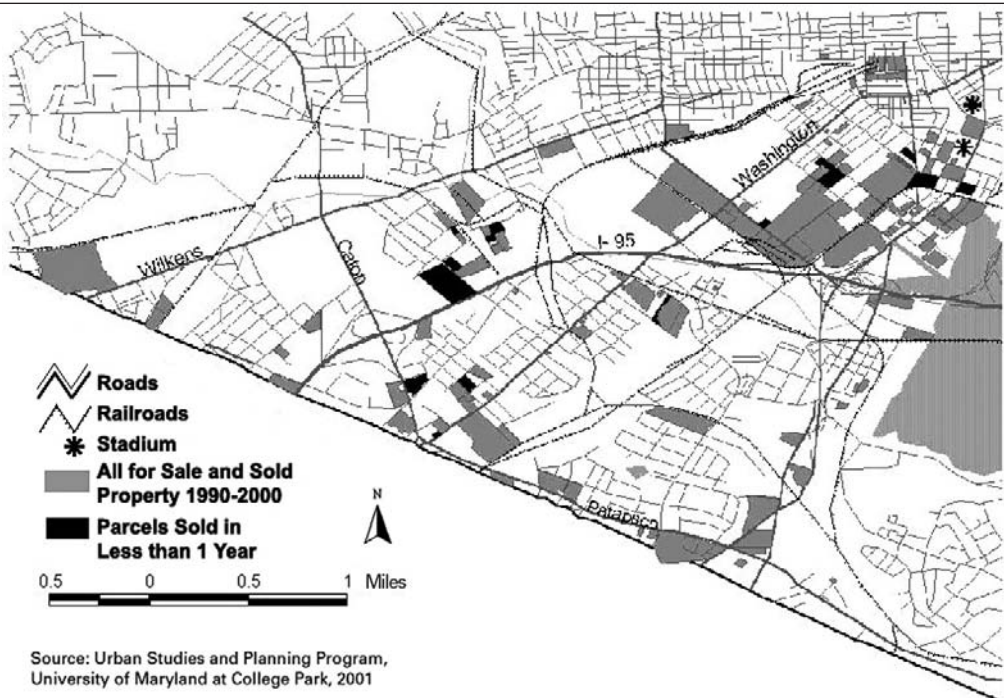 Washington
I- 95
Wilkens
Caton
Patapsco
Roads
Railroads
Stadium
All for Sale and Sold
Property 1990-2000
Parcels Sold in
Less than 1 Year
N
0.5 0 0.5 1 Miles
Source: Urban Studies and Planning Program,
University of Maryland at College Park, 2001